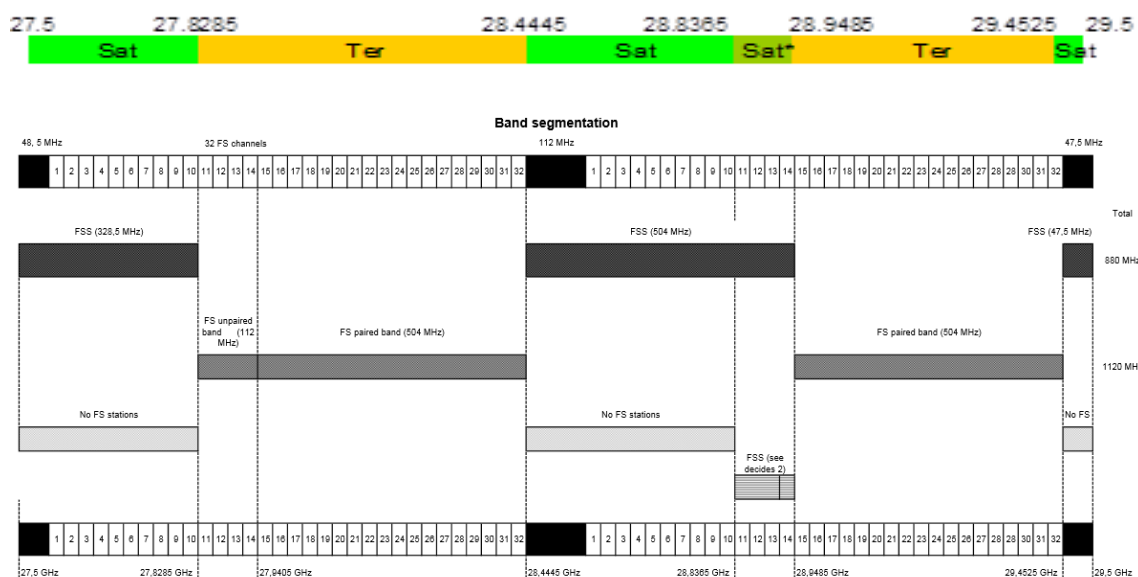 27.5 27.8285 28.4445 28.8365 28.9485 29.4525 29.5
Sat Ter Sat Sat* Ter Sat
Band segmentation
48, 5 MHz 32 FS channels 112 MHz 47,5 MHz
1 2 3 4 5 6 7 8 9 10 11 12 13 14 15 16 17 18 19 20 21 22 23 24 25 26 27 28 29 30 31 32 1 2 3 4 5 6 7 8 9 10 11 12 13 14 15 16 17 18 19 20 21 22 23 24 25 26 27 28 29 30 31 32
Total
FSS (328,5 MHz) FSS (504 MHz) FSS (47,5 MHz)
880 MHz
FS unpaired
band (112
MHz)
FS paired band (504 MHz) FS paired band (504 MHz)
1120 MH
No FS stations No FS stations No FS
FSS (see
decides 2)
1 2 3 4 5 6 7 8 9 10 11 12 13 14 15 16 17 18 19 20 21 22 23 24 25 26 27 28 29 30 31 32 1 2 3 4 5 6 7 8 9 10 11 12 13 14 15 16 17 18 19 20 21 22 23 24 25 26 27 28 29 30 31 32
27,5 GHz 27,8285 GHz 27,9405 GHz 28,4445 GHz 28,8365 GHz 28,9485 GHz 29,4525 GHz 29,5 GHz